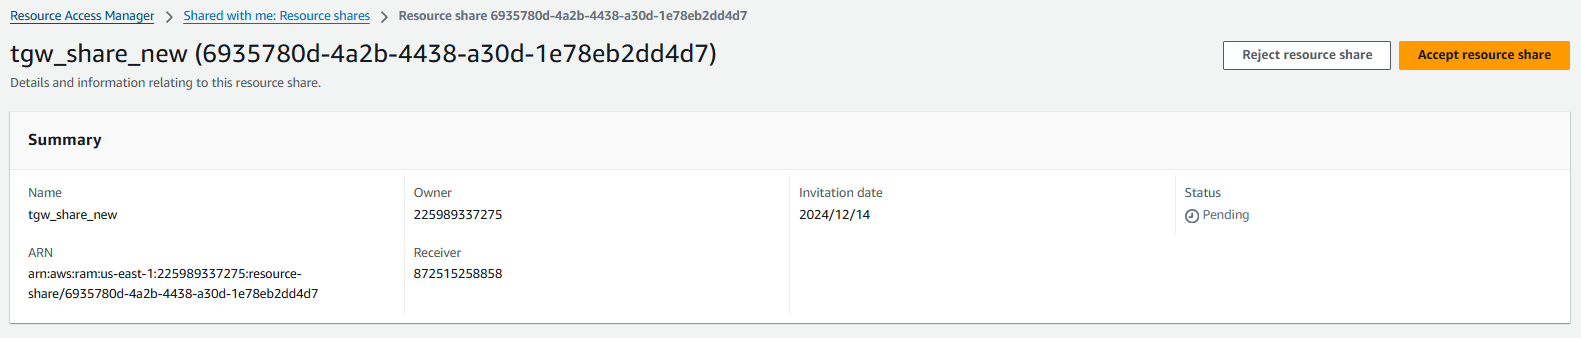 Resource Access Manager > Shared with me: Resource shares > Resource share 6935780d-4a2b-4438-a30d-1e78eb2dd4d7
tgw_share_new (6935780d-4a2b-4438-a30d-1e78eb2dd4d7)
Reject resource share
Accept resource share
Details and information relating to this resource share.
Summary
Name
tgw_share_new
Owner
225989337275
Invitation date
2024/12/14
Status
Pending
ARN
arn:aws:ram:us-east-1:225989337275:resource-
share/6935780d-4a2b-4438-a30d-1e78eb2dd4d7
Receiver
872515258858